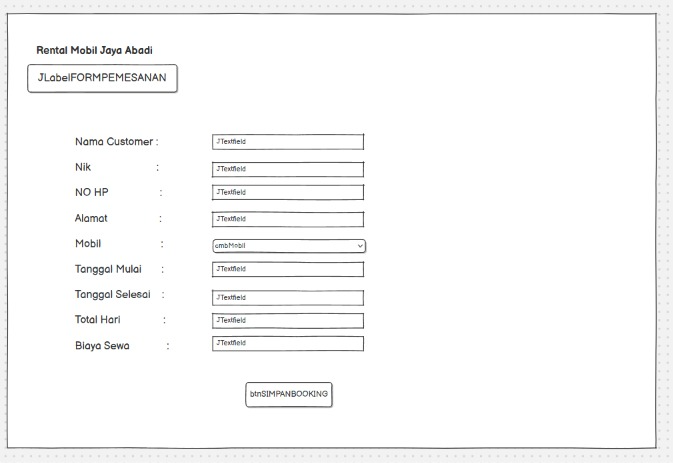 Rental Mobil Jaya Abadi
JLabelFORMPEMESANAN
Nama Customer : JTextfield
Nik : JTextfield
NO HP : JTextfield
Alamat : JTextfield
Mobil : cmbMobil
Tanggal Mulai : JTextfield
Tanggal Selesai : JTextfield
Total Hari : JTextfield
Biaya Sewa : JTextfield
btnSIMPANBOOKING